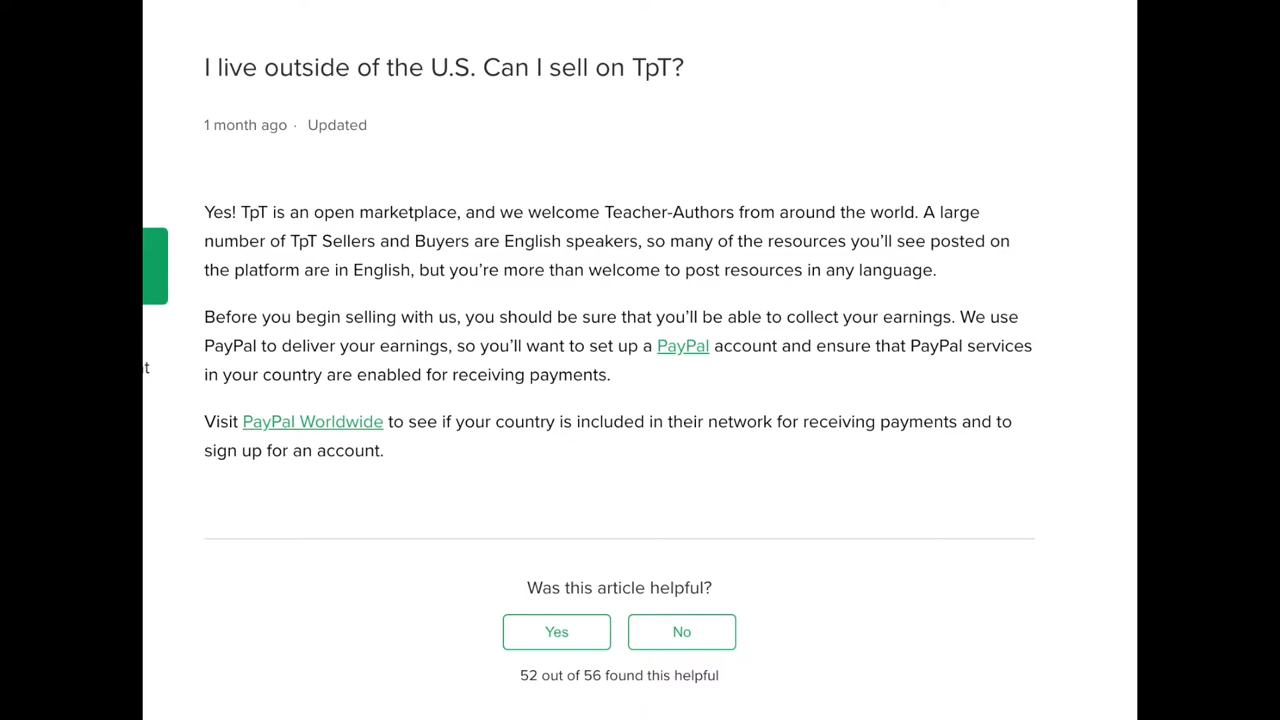 I live outside of the U.S. Can I sell on TpT?
1 month ago · Updated
Yes! TpT is an open marketplace, and we welcome Teacher-Authors from around the world. A large
number of TpT Sellers and Buyers are English speakers, so many of the resources you’ll see posted on
the platform are in English, but you’re more than welcome to post resources in any language.
Before you begin selling with us, you should be sure that you’ll be able to collect your earnings. We use
PayPal to deliver your earnings, so you’ll want to set up a PayPal account and ensure that PayPal services
in your country are enabled for receiving payments.
Visit PayPal Worldwide to see if your country is included in their network for receiving payments and to
sign up for an account.
Was this article helpful?
Yes No
52 out of 56 found this helpful